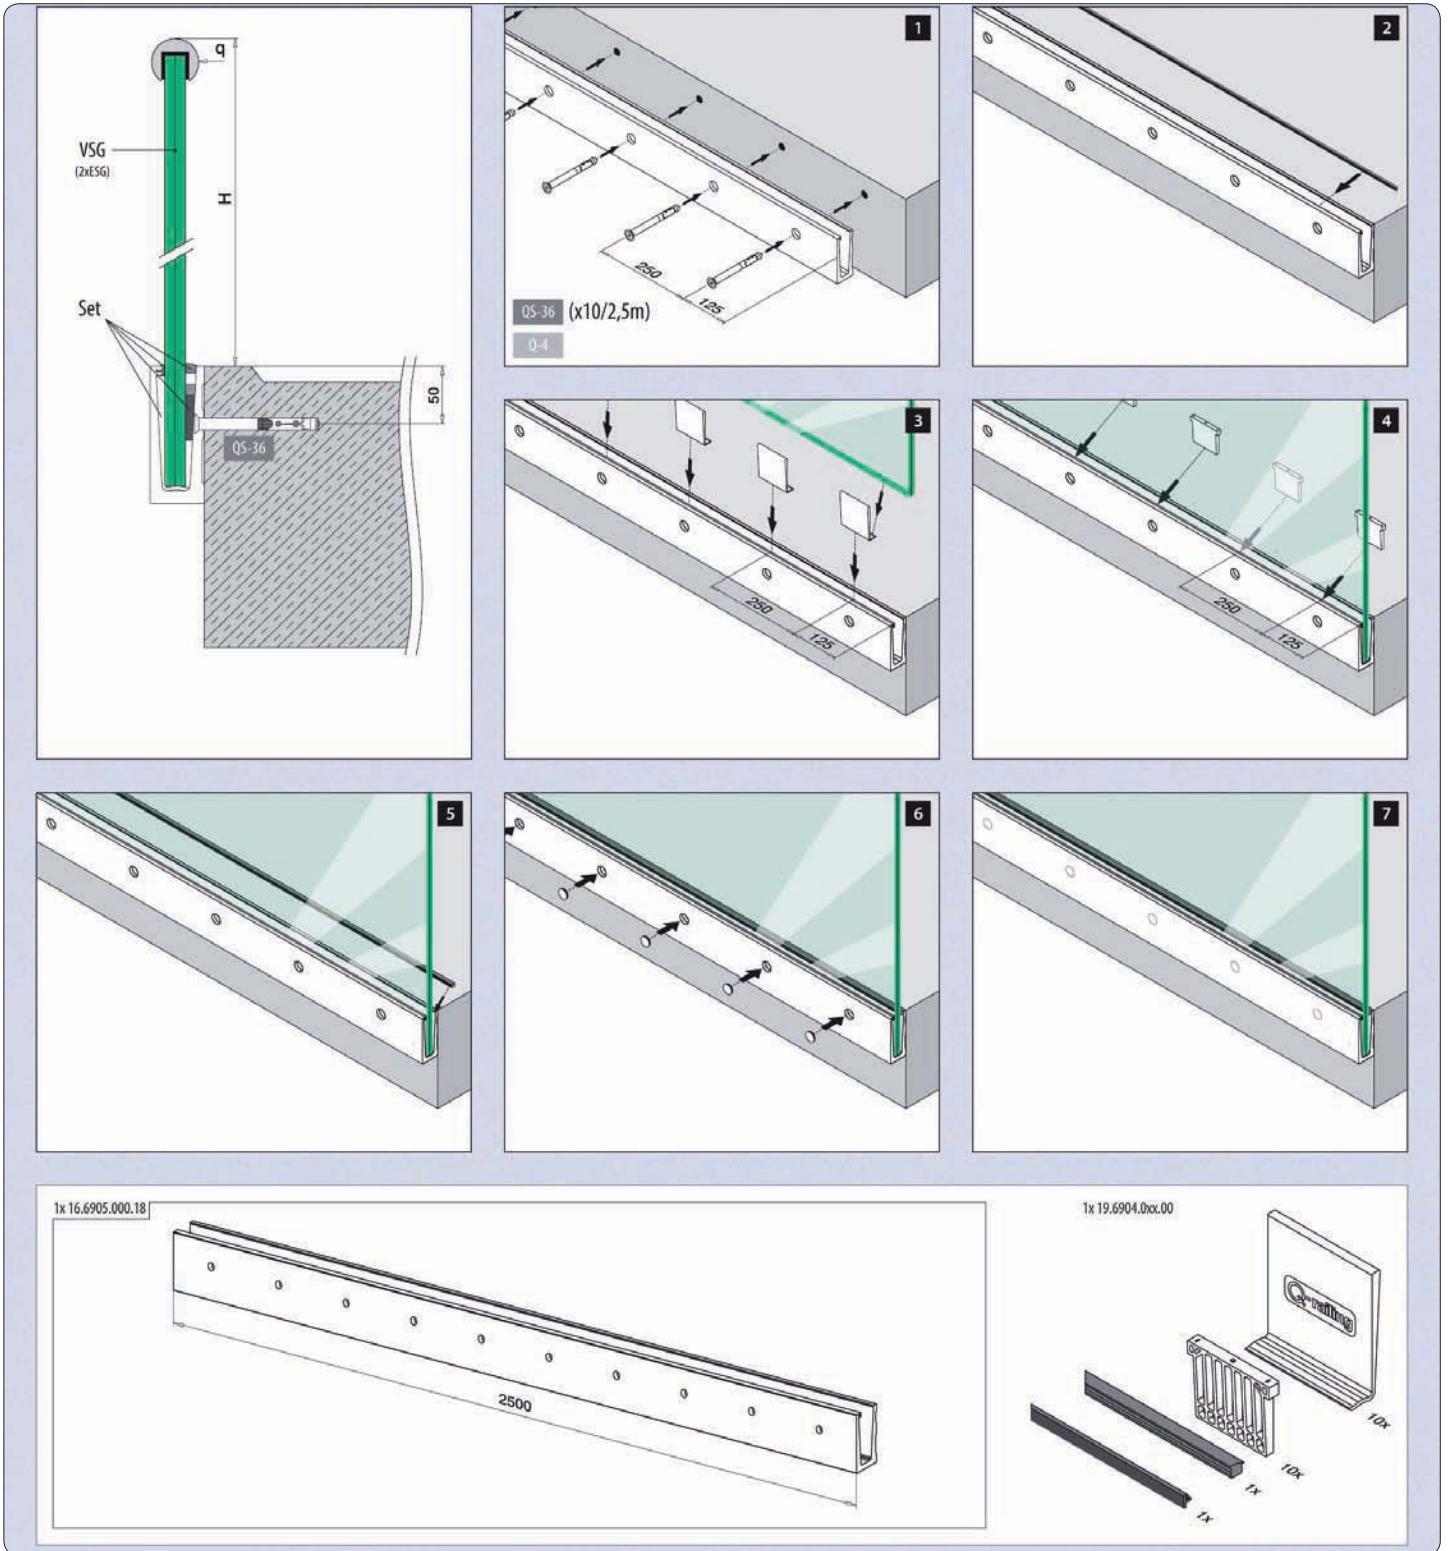 q
VSG
(2xESG)
H
Set
50
QS-36
1
250
125
QS-36 (x10/2,5m)
Q-4
2
3
250
125
4
250
125
5
6
7
1x 16.6905.000.18
2500
1x 19.6904.0xx.00
Q-railing
10x
10x
1x
1x